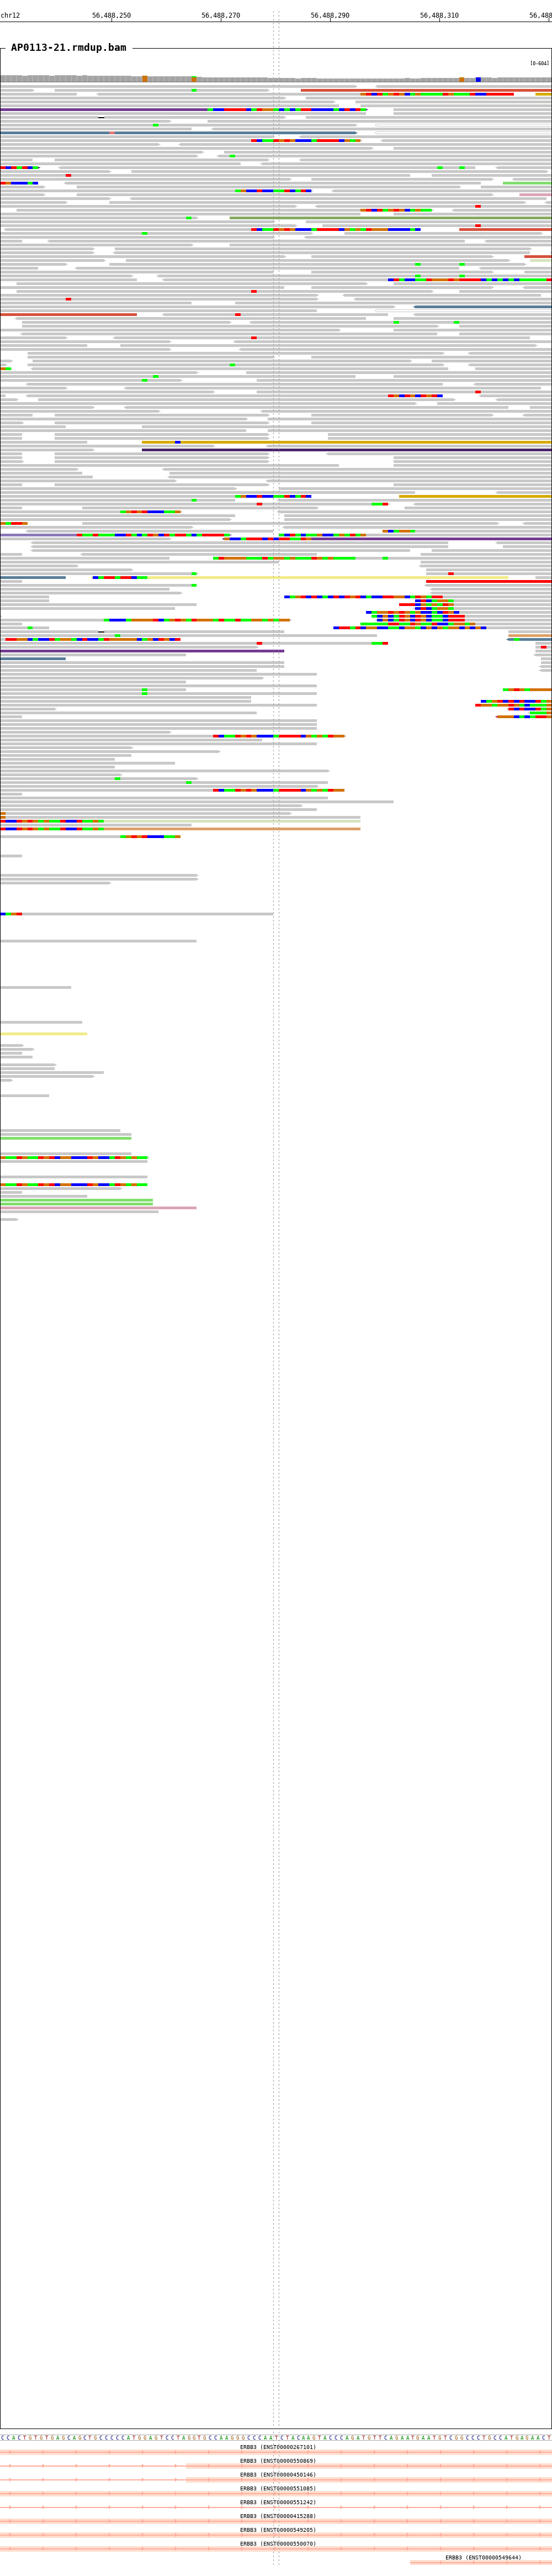 chr12 56,488,250 56,488,270 56,488,290 56,488,310 56,488
AP0113-21.rmdup.bam
[0-604]
CCACTGTGTGAGCAGCTGCCCCCATGGAGTCCTAGGTGCCAAGGGCCCAATCTACAAGTACCCAGATGTTCAGAATGAATGTCGGCCCTGCCATGAGAACT
ERBB3 (ENST00000267101)
ERBB3 (ENST00000550869)
ERBB3 (ENST00000450146)
ERBB3 (ENST00000551085)
ERBB3 (ENST00000551242)
ERBB3 (ENST00000415288)
ERBB3 (ENST00000549205)
ERBB3 (ENST00000550070)
ERBB3 (ENST00000549644)